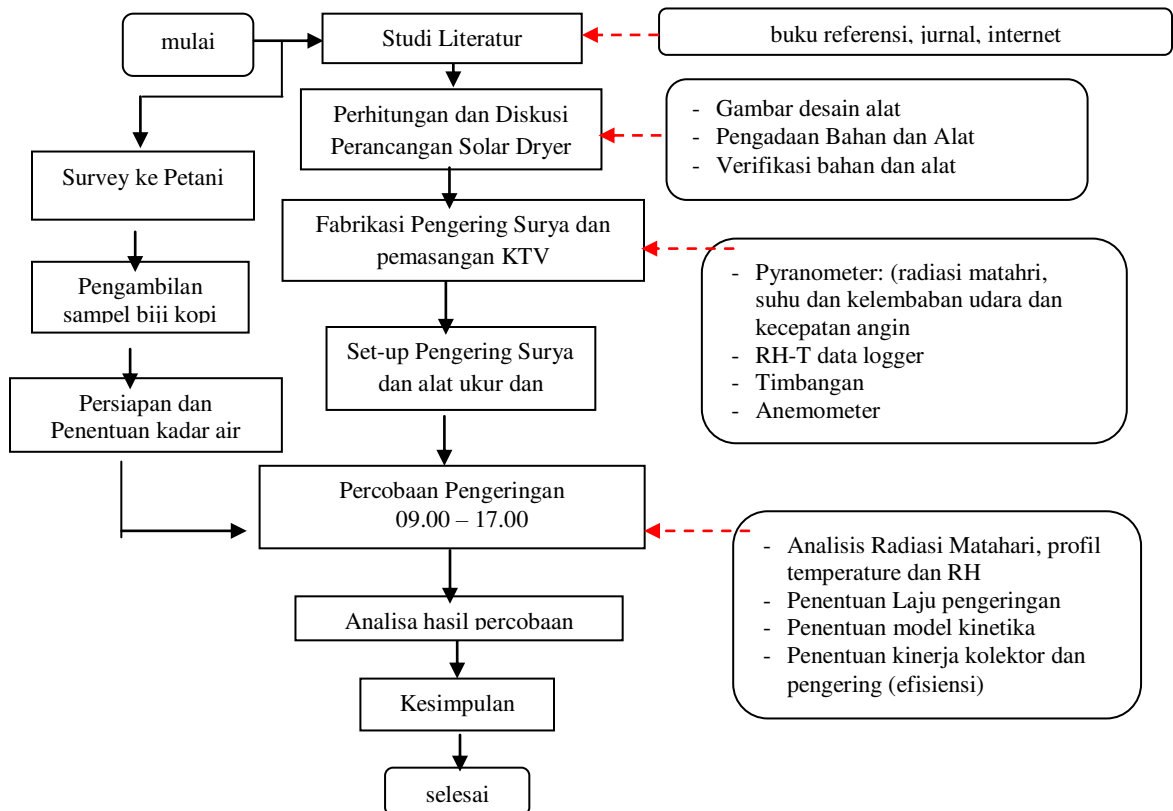 mulai
Studi Literatur
buku referensi, jurnal, internet
Perhitungan dan Diskusi
Perancangan Solar Dryer
- Gambar desain alat
- Pengadaan Bahan dan Alat
- Verifikasi bahan dan alat
Survey ke Petani
Fabrikasi Pengering Surya dan
pemasangan KTV
Pengambilan
sampel biji kopi
- Pyranometer: (radiasi matahri,
suhu dan kelembaban udara dan
kecepatan angin
- RH-T data logger
- Timbangan
- Anemometer
Set-up Pengering Surya
dan alat ukur dan
Persiapan dan
Penentuan kadar air
Percobaan Pengeringan
09.00 – 17.00
- Analisis Radiasi Matahari, profil
temperature dan RH
- Penentuan Laju pengeringan
- Penentuan model kinetika
- Penentuan kinerja kolektor dan
pengering (efisiensi)
Analisa hasil percobaan
Kesimpulan
selesai